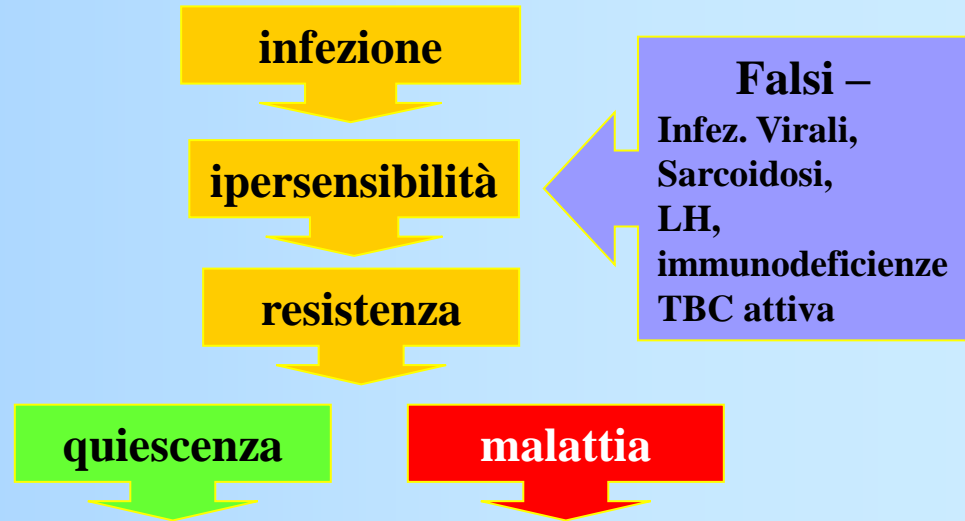 infezione
ipersensibilità
resistenza
quiescenza
malattia
Falsi –
Infez. Virali,
Sarcoidosi,
LH,
immunodeficienze
TBC attiva